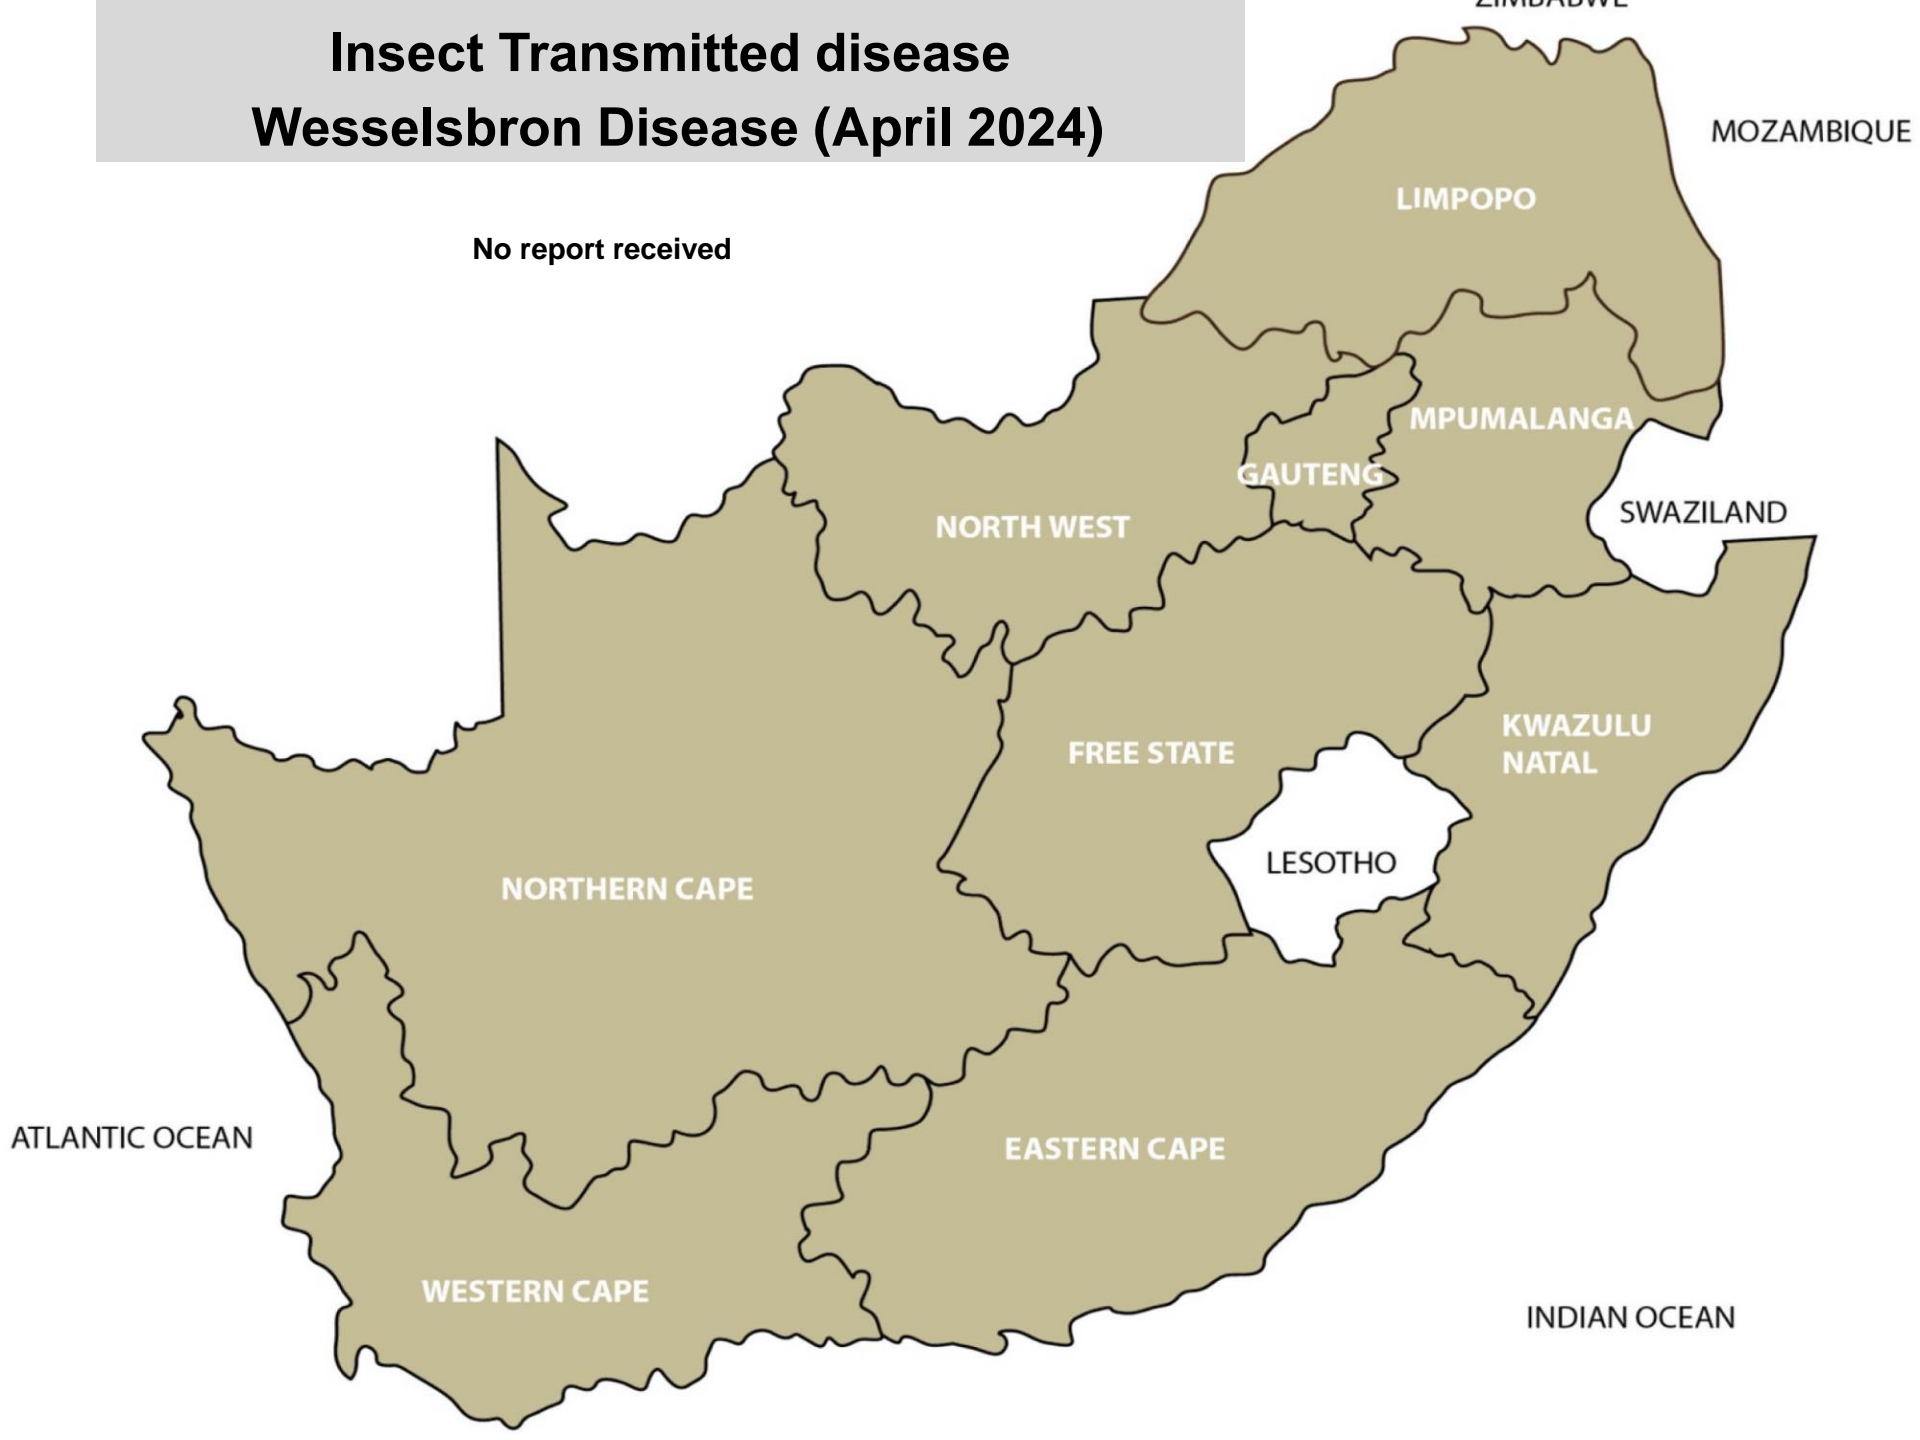 ZIMBABWE
Insect Transmitted disease
Wesselsbron Disease (April 2024)
MOZAMBIQUE
LIMPOPO
No report received
MPUMALANGA
GAUTENG
SWAZILAND
NORTH WEST
KWAZULU
NATAL
FREE STATE
LESOTHO
NORTHERN CAPE
ATLANTIC OCEAN
EASTERN CAPE
WESTERN CAPE
INDIAN OCEAN